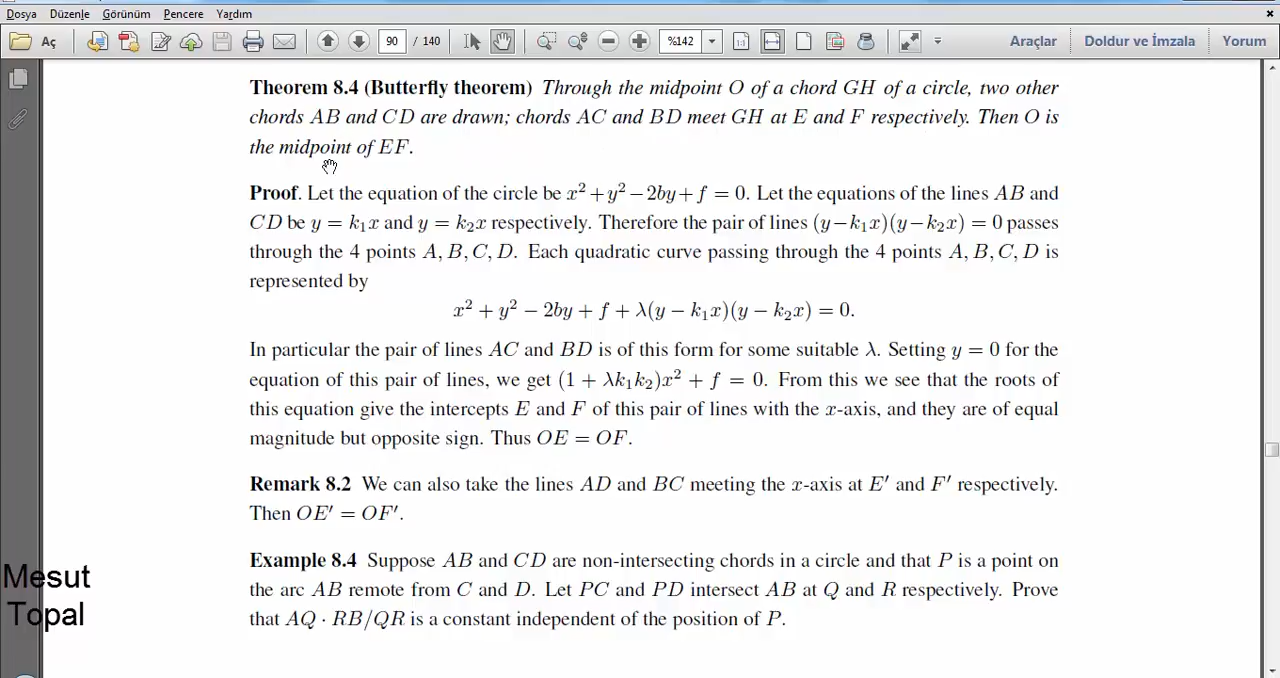 Dosya Düzenle Görünüm Pencere Yardım
Aç 90 / 140 %142 Araçlar Doldur ve İmzala Yorum
Theorem 8.4 (Butterfly theorem) Through the midpoint O of a chord GH of a circle, two other
chords AB and CD are drawn; chords AC and BD meet GH at E and F respectively. Then O is
the midpoint of EF.
Proof. Let the equation of the circle be x²+y²−2by+f = 0. Let the equations of the lines AB and
CD be y = k₁x and y = k₂x respectively. Therefore the pair of lines (y−k₁x)(y−k₂x) = 0 passes
through the 4 points A, B, C, D. Each quadratic curve passing through the 4 points A, B, C, D is
represented by
x² + y² − 2by + f + λ(y − k₁x)(y − k₂x) = 0.
In particular the pair of lines AC and BD is of this form for some suitable λ. Setting y = 0 for the
equation of this pair of lines, we get (1 + λk₁k₂)x² + f = 0. From this we see that the roots of
this equation give the intercepts E and F of this pair of lines with the x-axis, and they are of equal
magnitude but opposite sign. Thus OE = OF.
Remark 8.2 We can also take the lines AD and BC meeting the x-axis at E′ and F′ respectively.
Then OE′ = OF′.
Example 8.4 Suppose AB and CD are non-intersecting chords in a circle and that P is a point on
the arc AB remote from C and D. Let PC and PD intersect AB at Q and R respectively. Prove
that AQ · RB/QR is a constant independent of the position of P.
Mesut
Topal